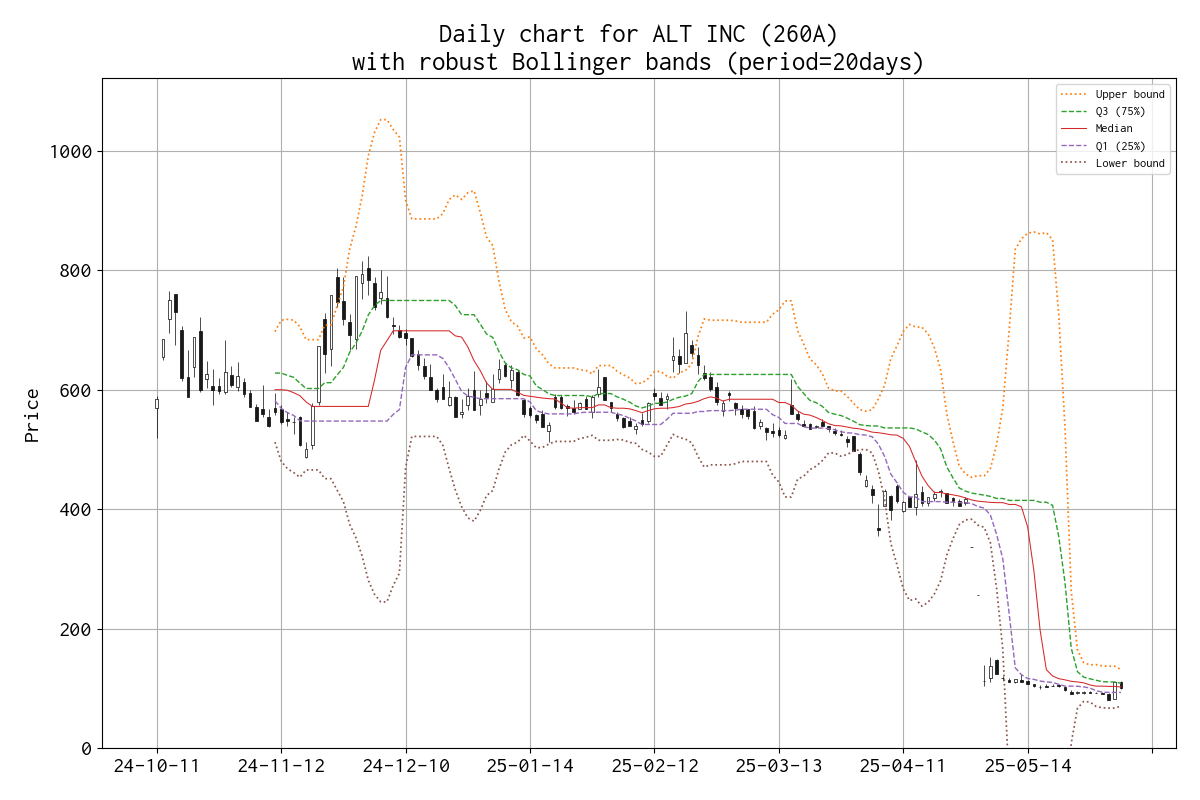 Daily chart for ALT INC (260A)
with robust Bollinger bands (period=20days)
Upper bound
Q3 (75%)
Median
Q1 (25%)
Lower bound
Price
1000
800
600
400
200
0
24-10-11
24-11-12
24-12-10
25-01-14
25-02-12
25-03-13
25-04-11
25-05-14